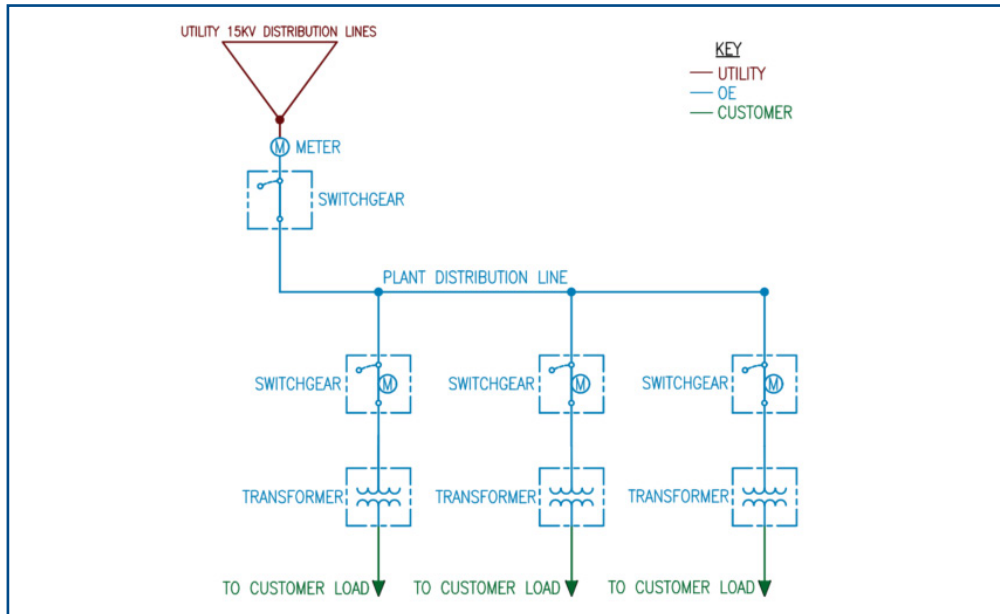 UTILITY 15KV DISTRIBUTION LINES
KEY
UTILITY
OE
CUSTOMER
M METER
SWITCHGEAR
PLANT DISTRIBUTION LINE
SWITCHGEAR M SWITCHGEAR M SWITCHGEAR M
TRANSFORMER TRANSFORMER TRANSFORMER
TO CUSTOMER LOAD TO CUSTOMER LOAD TO CUSTOMER LOAD